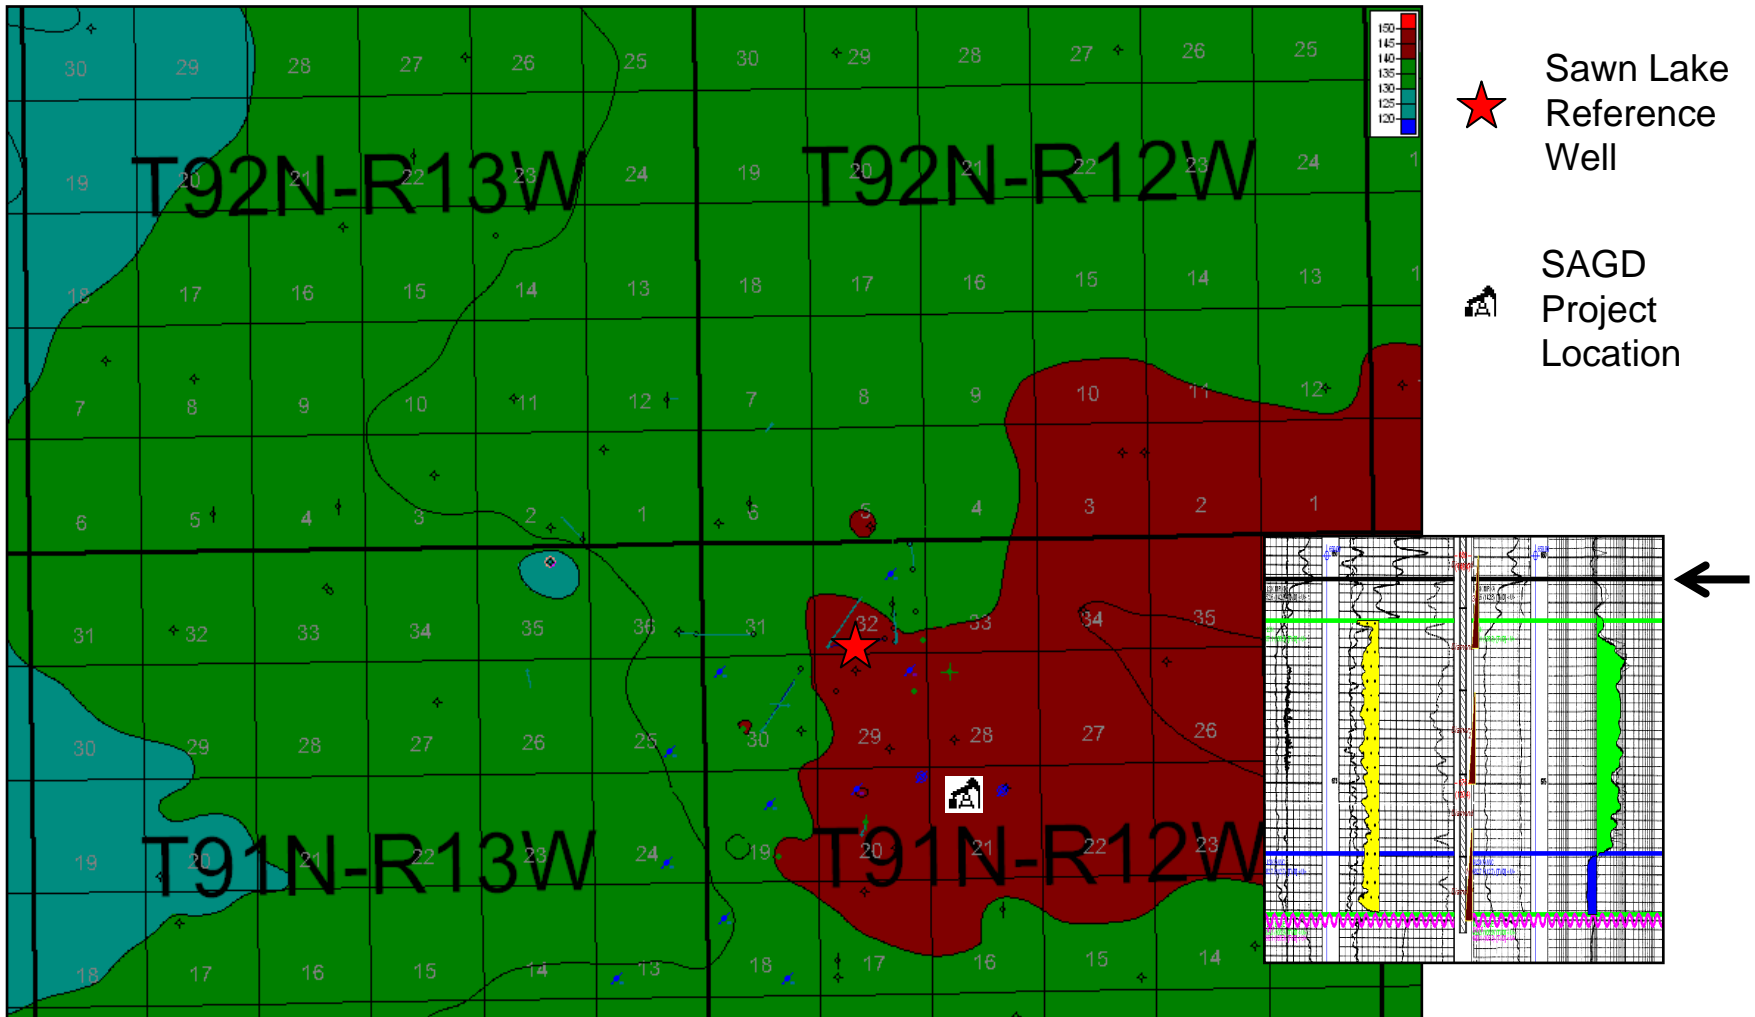 30 29 28 27 26 25 30 29 28 27 26 25
150
145
140
135
130
125
120
Sawn Lake
Reference
Well
T92N-R13W T92N-R12W
19 20 21 22 23 24 19 20 21 22 23 24 1
SAGD
Project
Location
18 17 16 15 14 13 18 17 16 15 14 13 1
7 8 9 10 11 12 7 8 9 10 11 12
6 5 4 3 2 1 6 5 4 3 2 1
31 32 33 34 35 36 31 32 33 34 35
30 29 28 27 26 25 30 29 28 27 26
T91N-R13W T91N-R12W
19 20 21 22 23 24 19 20 21 22 23
18 17 16 15 14 13 18 17 16 15 14